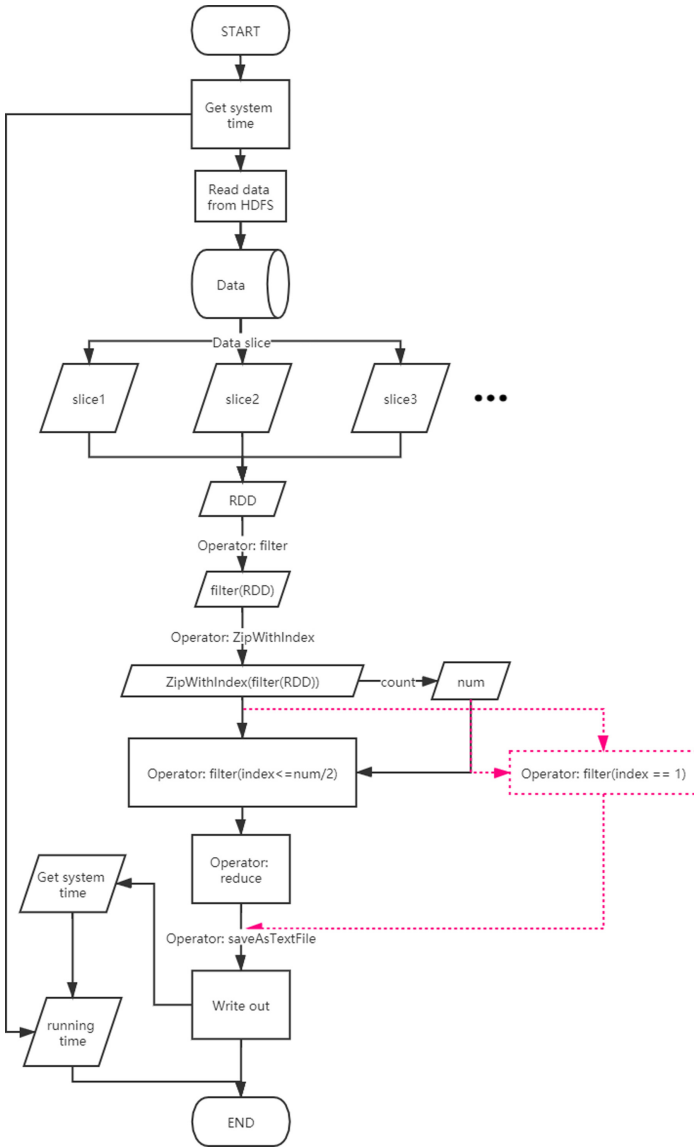 START
Get system
time
Read data
from HDFS
Data
Data slice
slice1
slice2
slice3
RDD
Operator: filter
filter(RDD)
Operator: ZipWithIndex
ZipWithIndex(filter(RDD))
count
num
Operator: filter(index<=num/2)
Operator: filter(index == 1)
Operator:
reduce
Get system
time
Operator: saveAsTextFile
Write out
running
time
END